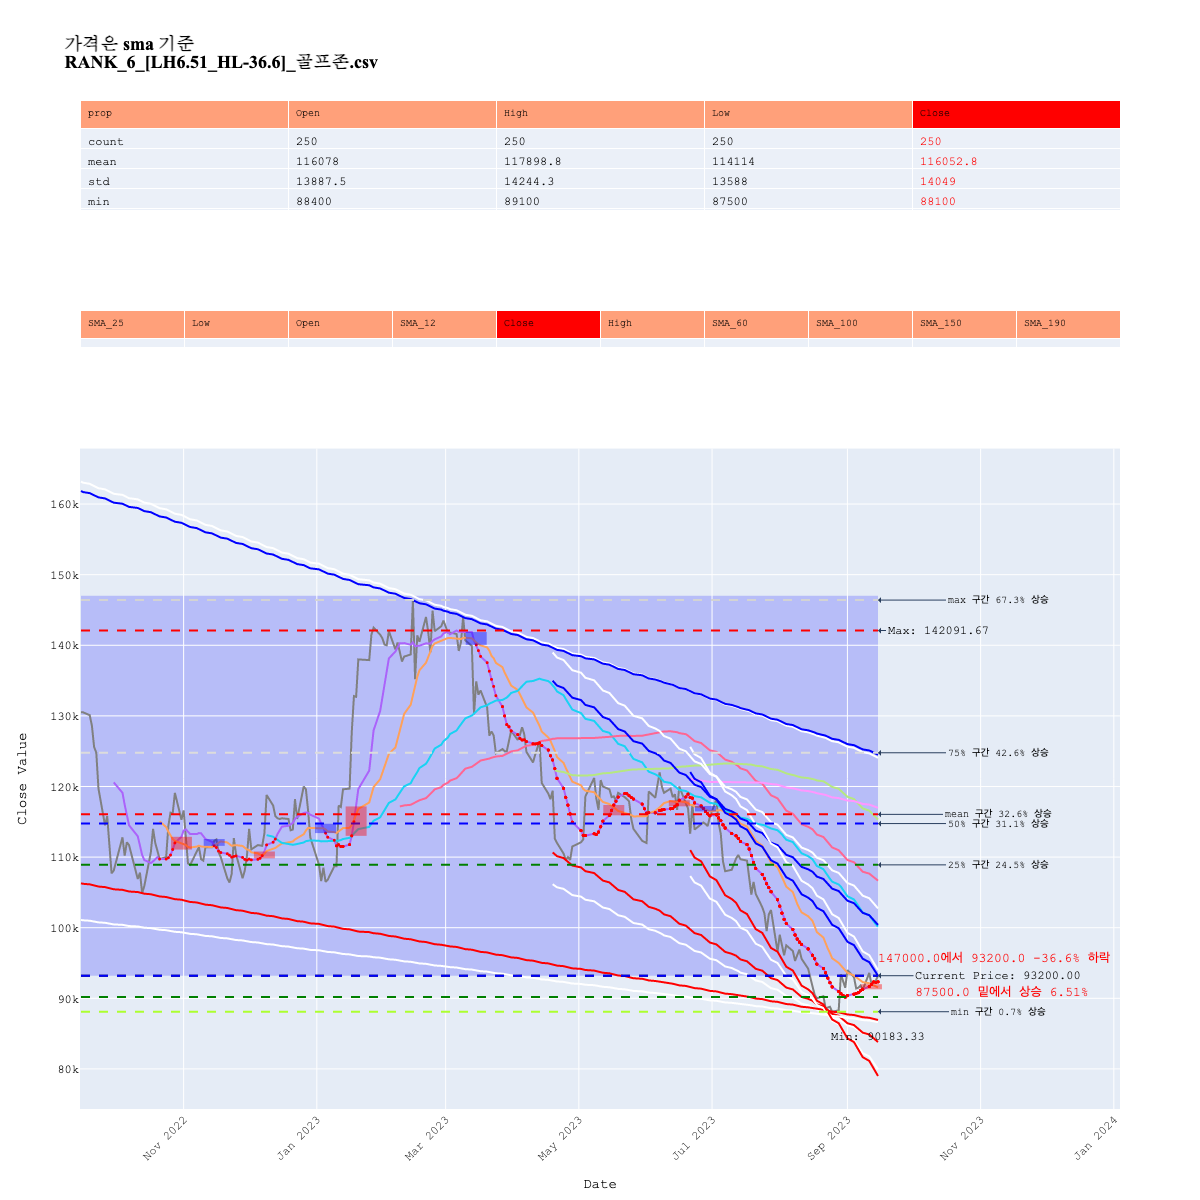 가격은 sma 기준
RANK_6_[LH6.51_HL-36.6]_골프존.csv
prop Open High Low Close
count 250 250 250 250
mean 116078 117898.8 114114 116052.8
std 13887.5 14244.3 13588 14049
min 88400 89100 87500 88100
SMA_25 Low Open SMA_12 Close High SMA_60 SMA_100 SMA_150 SMA_190
160k
150k
140k
130k
120k
110k
100k
90k
80k
Close Value
max 구간 67.3% 상승
Max: 142091.67
75% 구간 42.6% 상승
mean 구간 32.6% 상승
50% 구간 31.1% 상승
25% 구간 24.5% 상승
147000.0에서 93200.0 -36.6% 하락
Current Price: 93200.00
87500.0 밑에서 상승 6.51%
min 구간 0.7% 상승
Min: 90183.33
Nov 2022
Jan 2023
Mar 2023
May 2023
Jul 2023
Sep 2023
Nov 2023
Jan 2024
Date